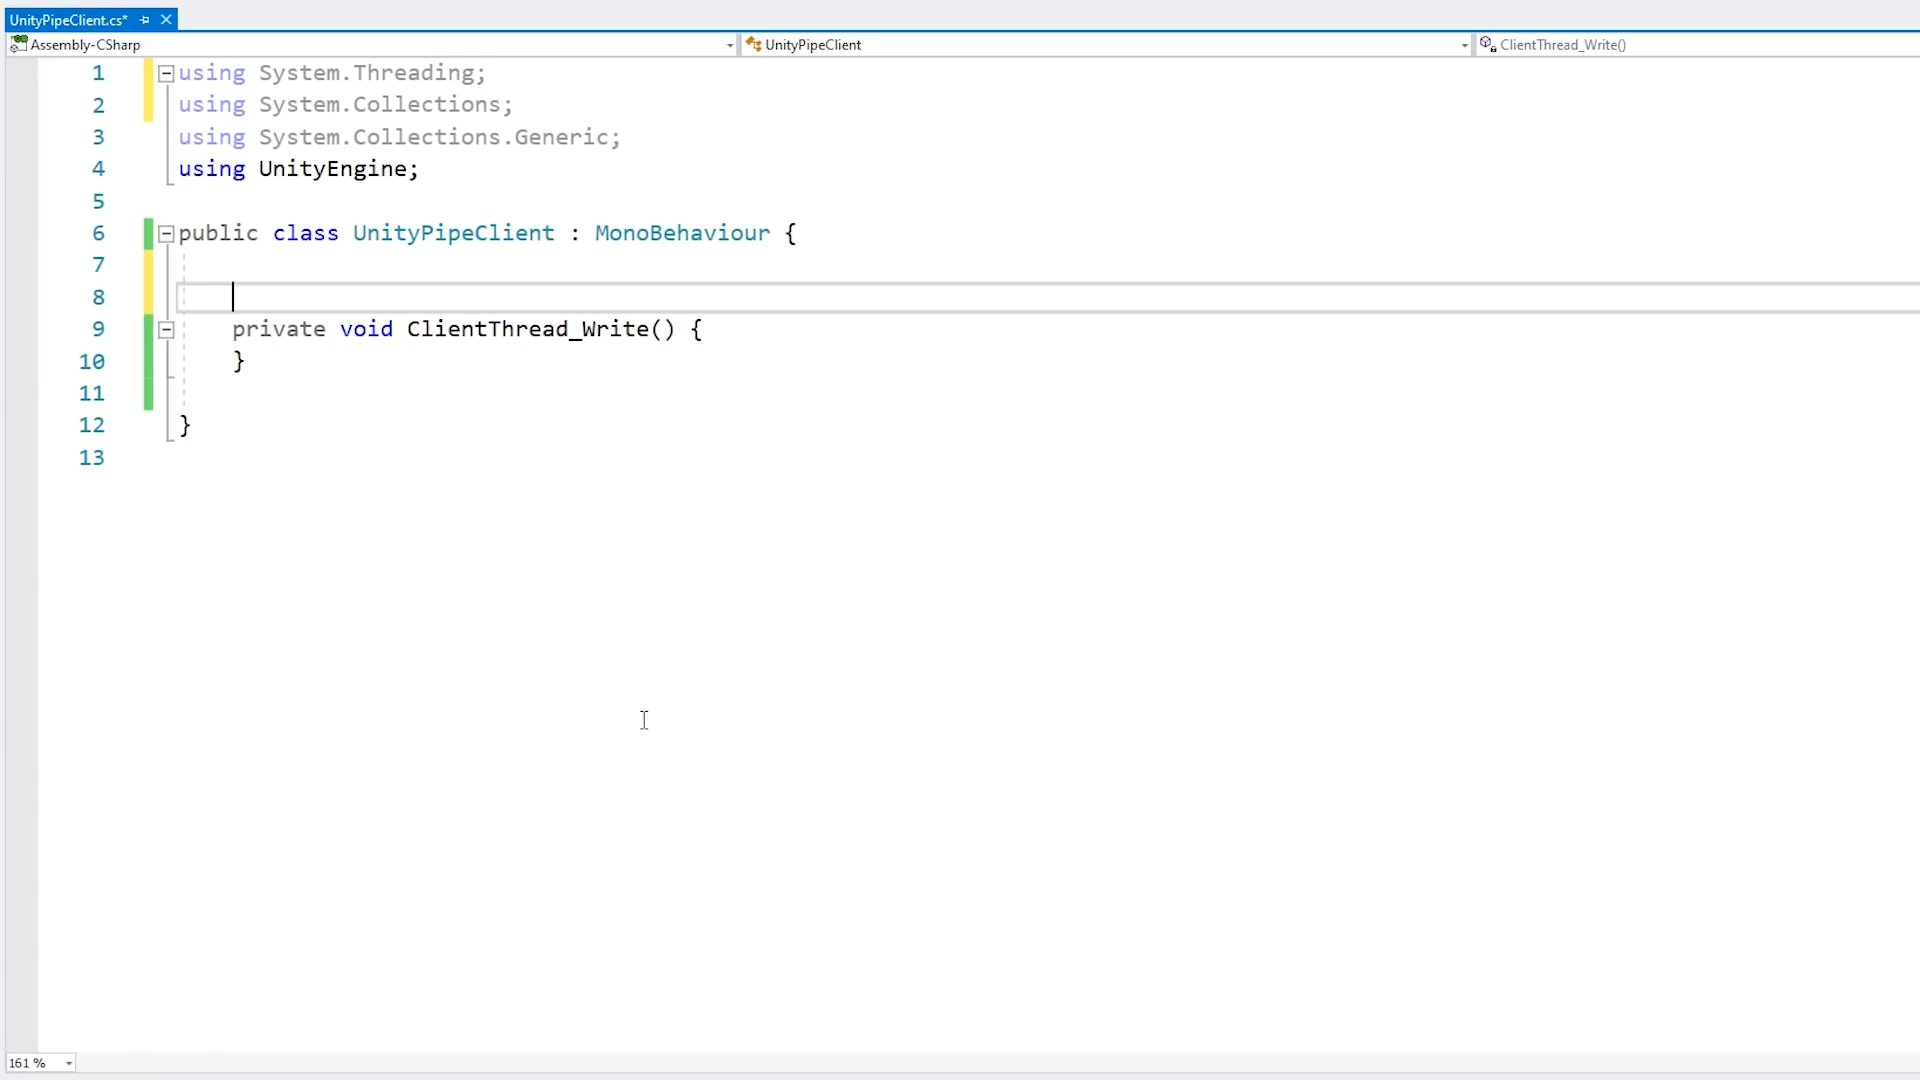 UnityPipeClient.cs*
Assembly-CSharp UnityPipeClient ClientThread_Write()
1 using System.Threading;
2 using System.Collections;
3 using System.Collections.Generic;
4 using UnityEngine;
5
6 public class UnityPipeClient : MonoBehaviour {
7
8
9 private void ClientThread_Write() {
10 }
11
12 }
13
161 %